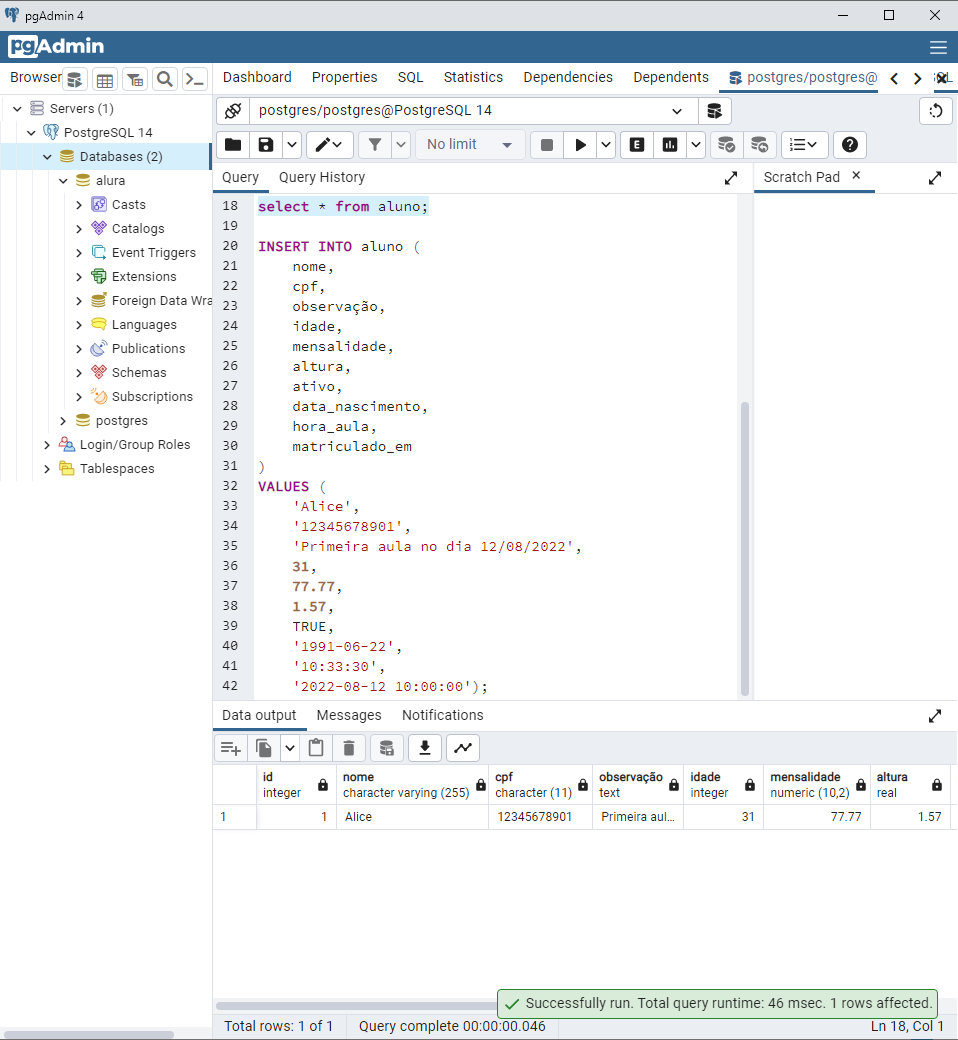 pgAdmin 4
pgAdmin
Browser
Dashboard Properties SQL Statistics Dependencies Dependents postgres/postgres@
Servers (1)
PostgreSQL 14
Databases (2)
alura
Casts
Catalogs
Event Triggers
Extensions
Foreign Data Wra
Languages
Publications
Schemas
Subscriptions
postgres
Login/Group Roles
Tablespaces
postgres/postgres@PostgreSQL 14
No limit
E
Query Query History
Scratch Pad
18 select * from aluno;
19
20 INSERT INTO aluno (
21 nome,
22 cpf,
23 observação,
24 idade,
25 mensalidade,
26 altura,
27 ativo,
28 data_nascimento,
29 hora_aula,
30 matriculado_em
31 )
32 VALUES (
33 'Alice',
34 '12345678901',
35 'Primeira aula no dia 12/08/2022',
36 31,
37 77.77,
38 1.57,
39 TRUE,
40 '1991-06-22',
41 '10:33:30',
42 '2022-08-12 10:00:00');
Data output Messages Notifications
id nome cpf observação idade mensalidade altura
integer character varying (255) character (11) text integer numeric (10,2) real
1 1 Alice 12345678901 Primeira aul... 31 77.77 1.57
Successfully run. Total query runtime: 46 msec. 1 rows affected.
Total rows: 1 of 1 Query complete 00:00:00.046 Ln 18, Col 1